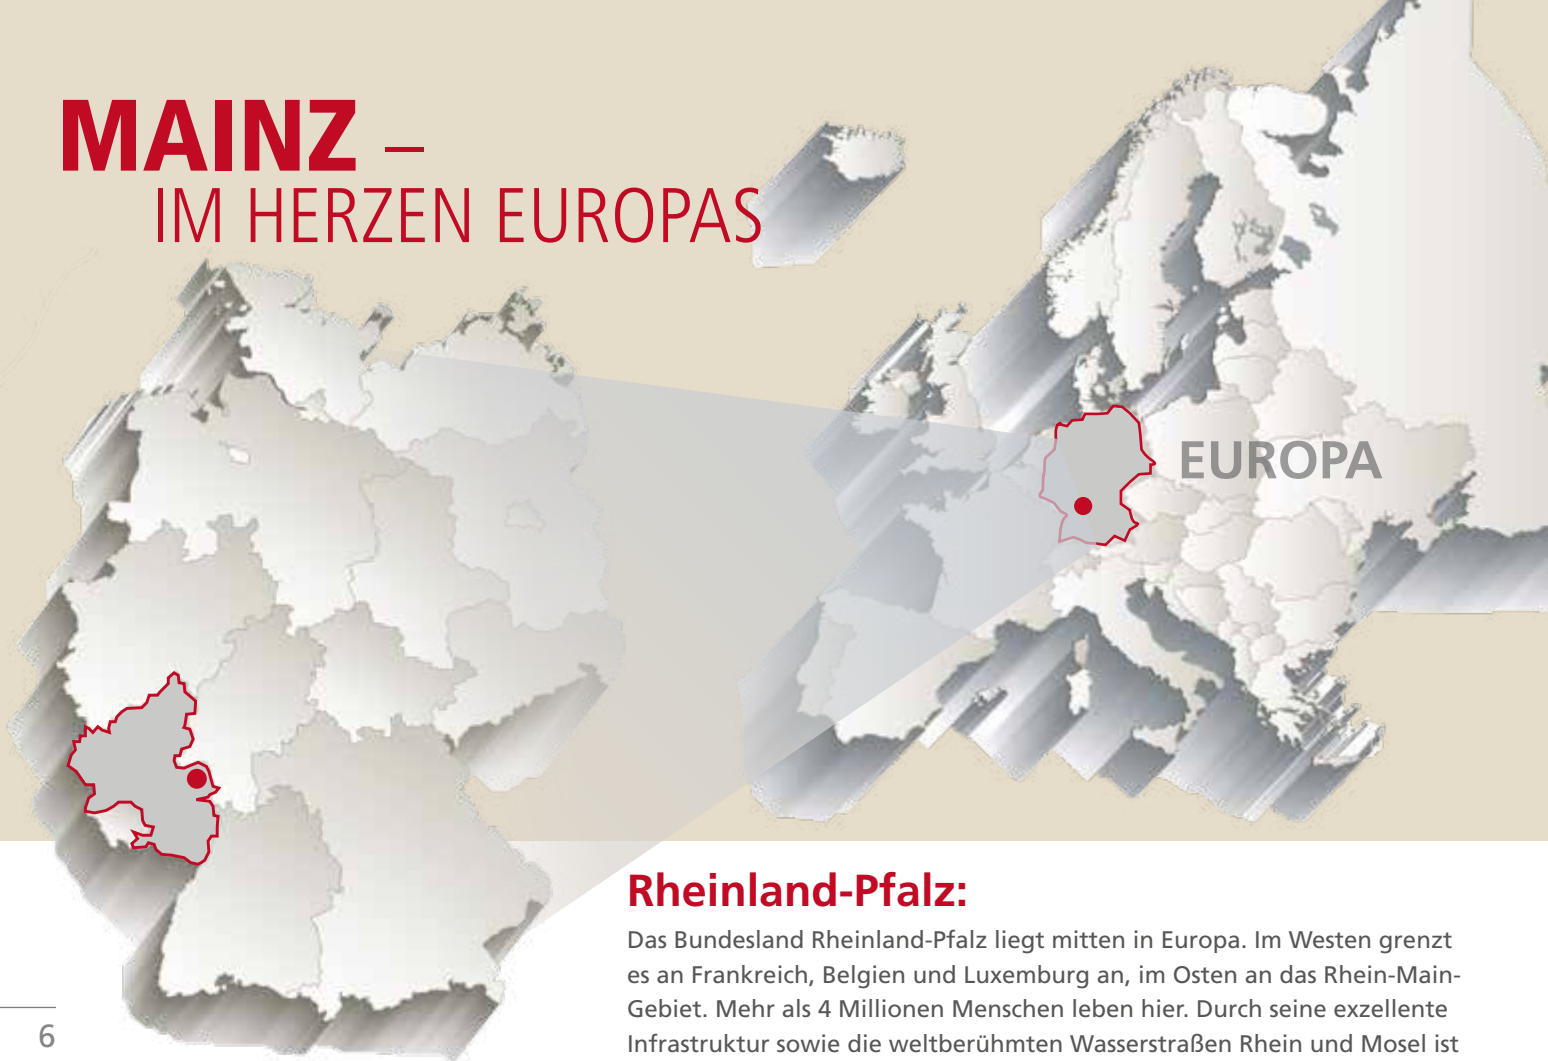 MAINZ –
IM HERZEN EUROPAS
EUROPA
Rheinland-Pfalz:
Das Bundesland Rheinland-Pfalz liegt mitten in Europa. Im Westen grenzt
es an Frankreich, Belgien und Luxemburg an, im Osten an das Rhein-Main-
Gebiet. Mehr als 4 Millionen Menschen leben hier. Durch seine exzellente
Infrastruktur sowie die weltberühmten Wasserstraßen Rhein und Mosel ist
6